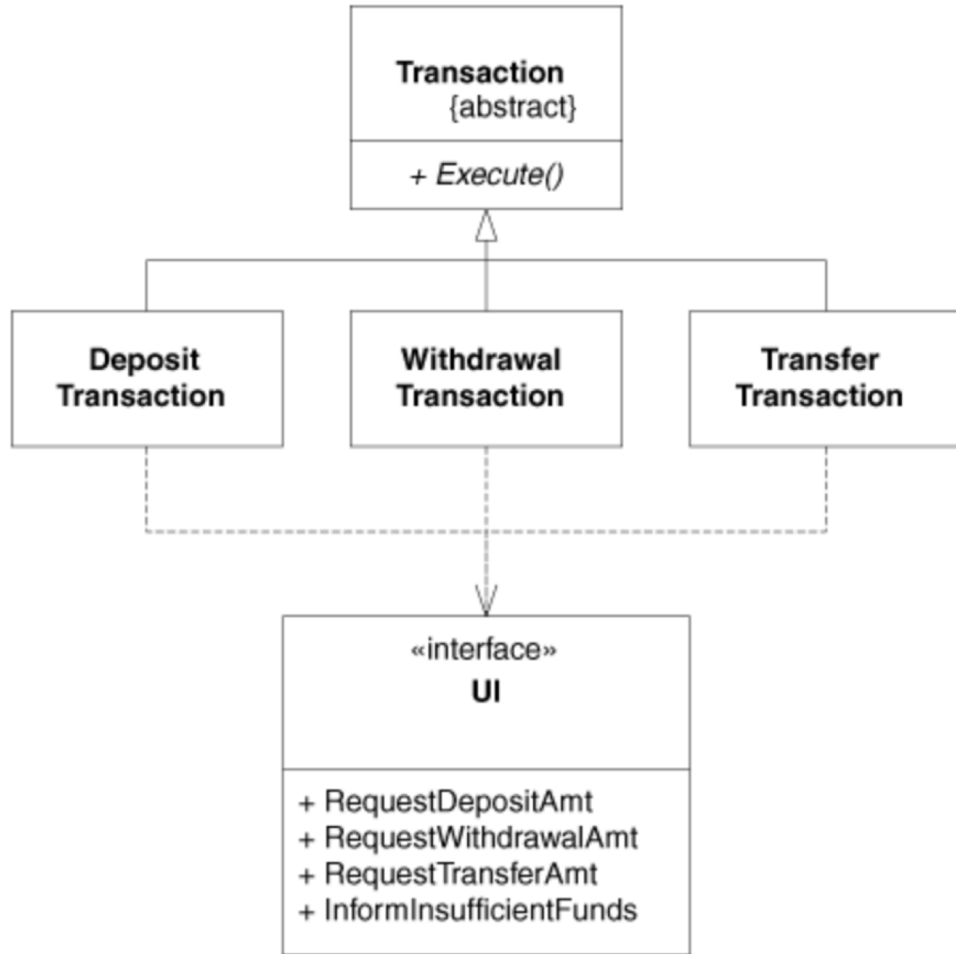 Transaction
{abstract}
+ Execute()
Deposit
Transaction
Withdrawal
Transaction
Transfer
Transaction
«interface»
UI
+ RequestDepositAmt
+ RequestWithdrawalAmt
+ RequestTransferAmt
+ InformInsufficientFunds